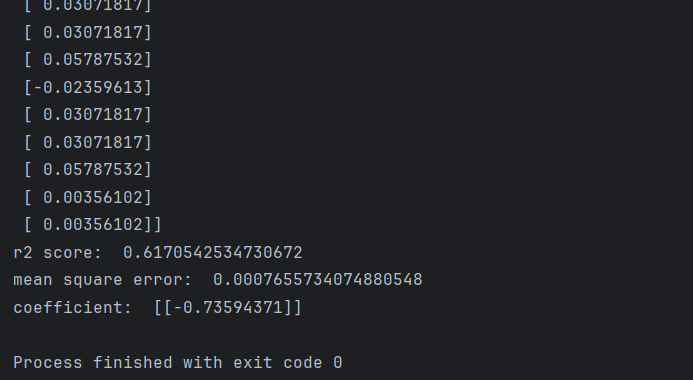 [ 0.03071817]
[ 0.03071817]
[ 0.05787532]
[-0.02359613]
[ 0.03071817]
[ 0.03071817]
[ 0.05787532]
[ 0.00356102]
[ 0.00356102]]
r2 score:  0.6170542534730672
mean square error:  0.0007655734074880548
coefficient:  [[-0.73594371]]
Process finished with exit code 0